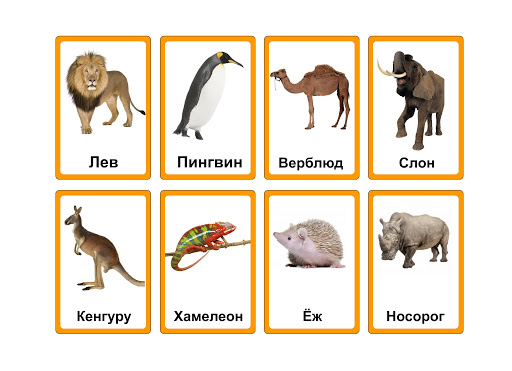 Лев
Пингвин
Верблюд
Слон
Кенгуру
Хамелеон
Ёж
Носорог